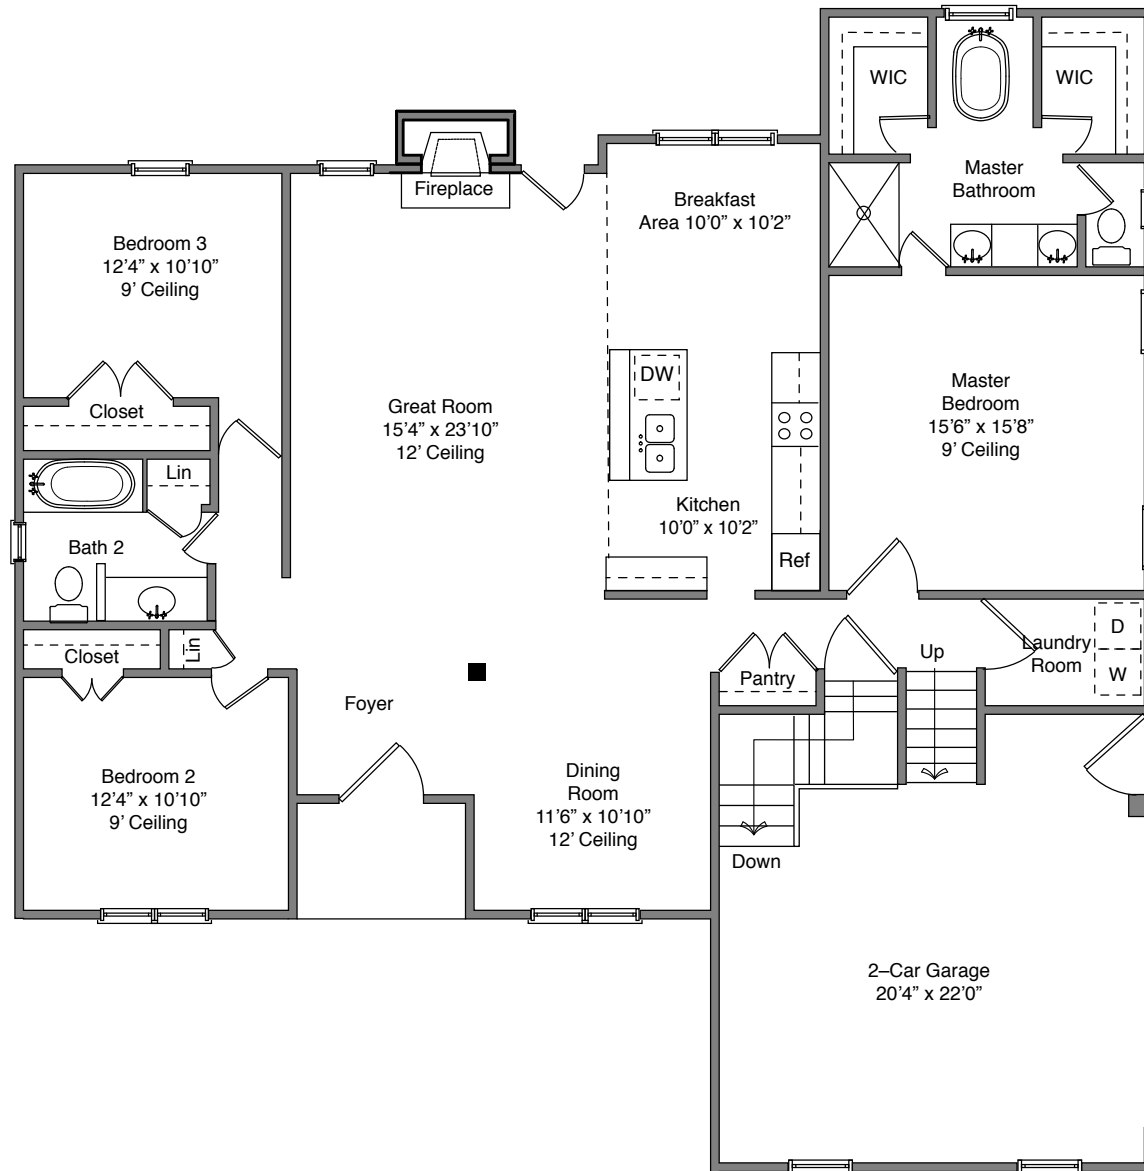 WIC
WIC
Master
Bathroom
Fireplace
Breakfast
Area 10’0” x 10’2”
Bedroom 3
12’4” x 10’10”
9’ Ceiling
DW
Master
Bedroom
15’6” x 15’8”
9’ Ceiling
Closet
Great Room
15’4” x 23’10”
12’ Ceiling
Lin
Kitchen
10’0” x 10’2”
Bath 2
Ref
D
Laundry
Room
W
Up
Lin
Closet
Pantry
Foyer
Bedroom 2
12’4” x 10’10”
9’ Ceiling
Dining
Room
11’6” x 10’10”
12’ Ceiling
Down
2–Car Garage
20’4” x 22’0”